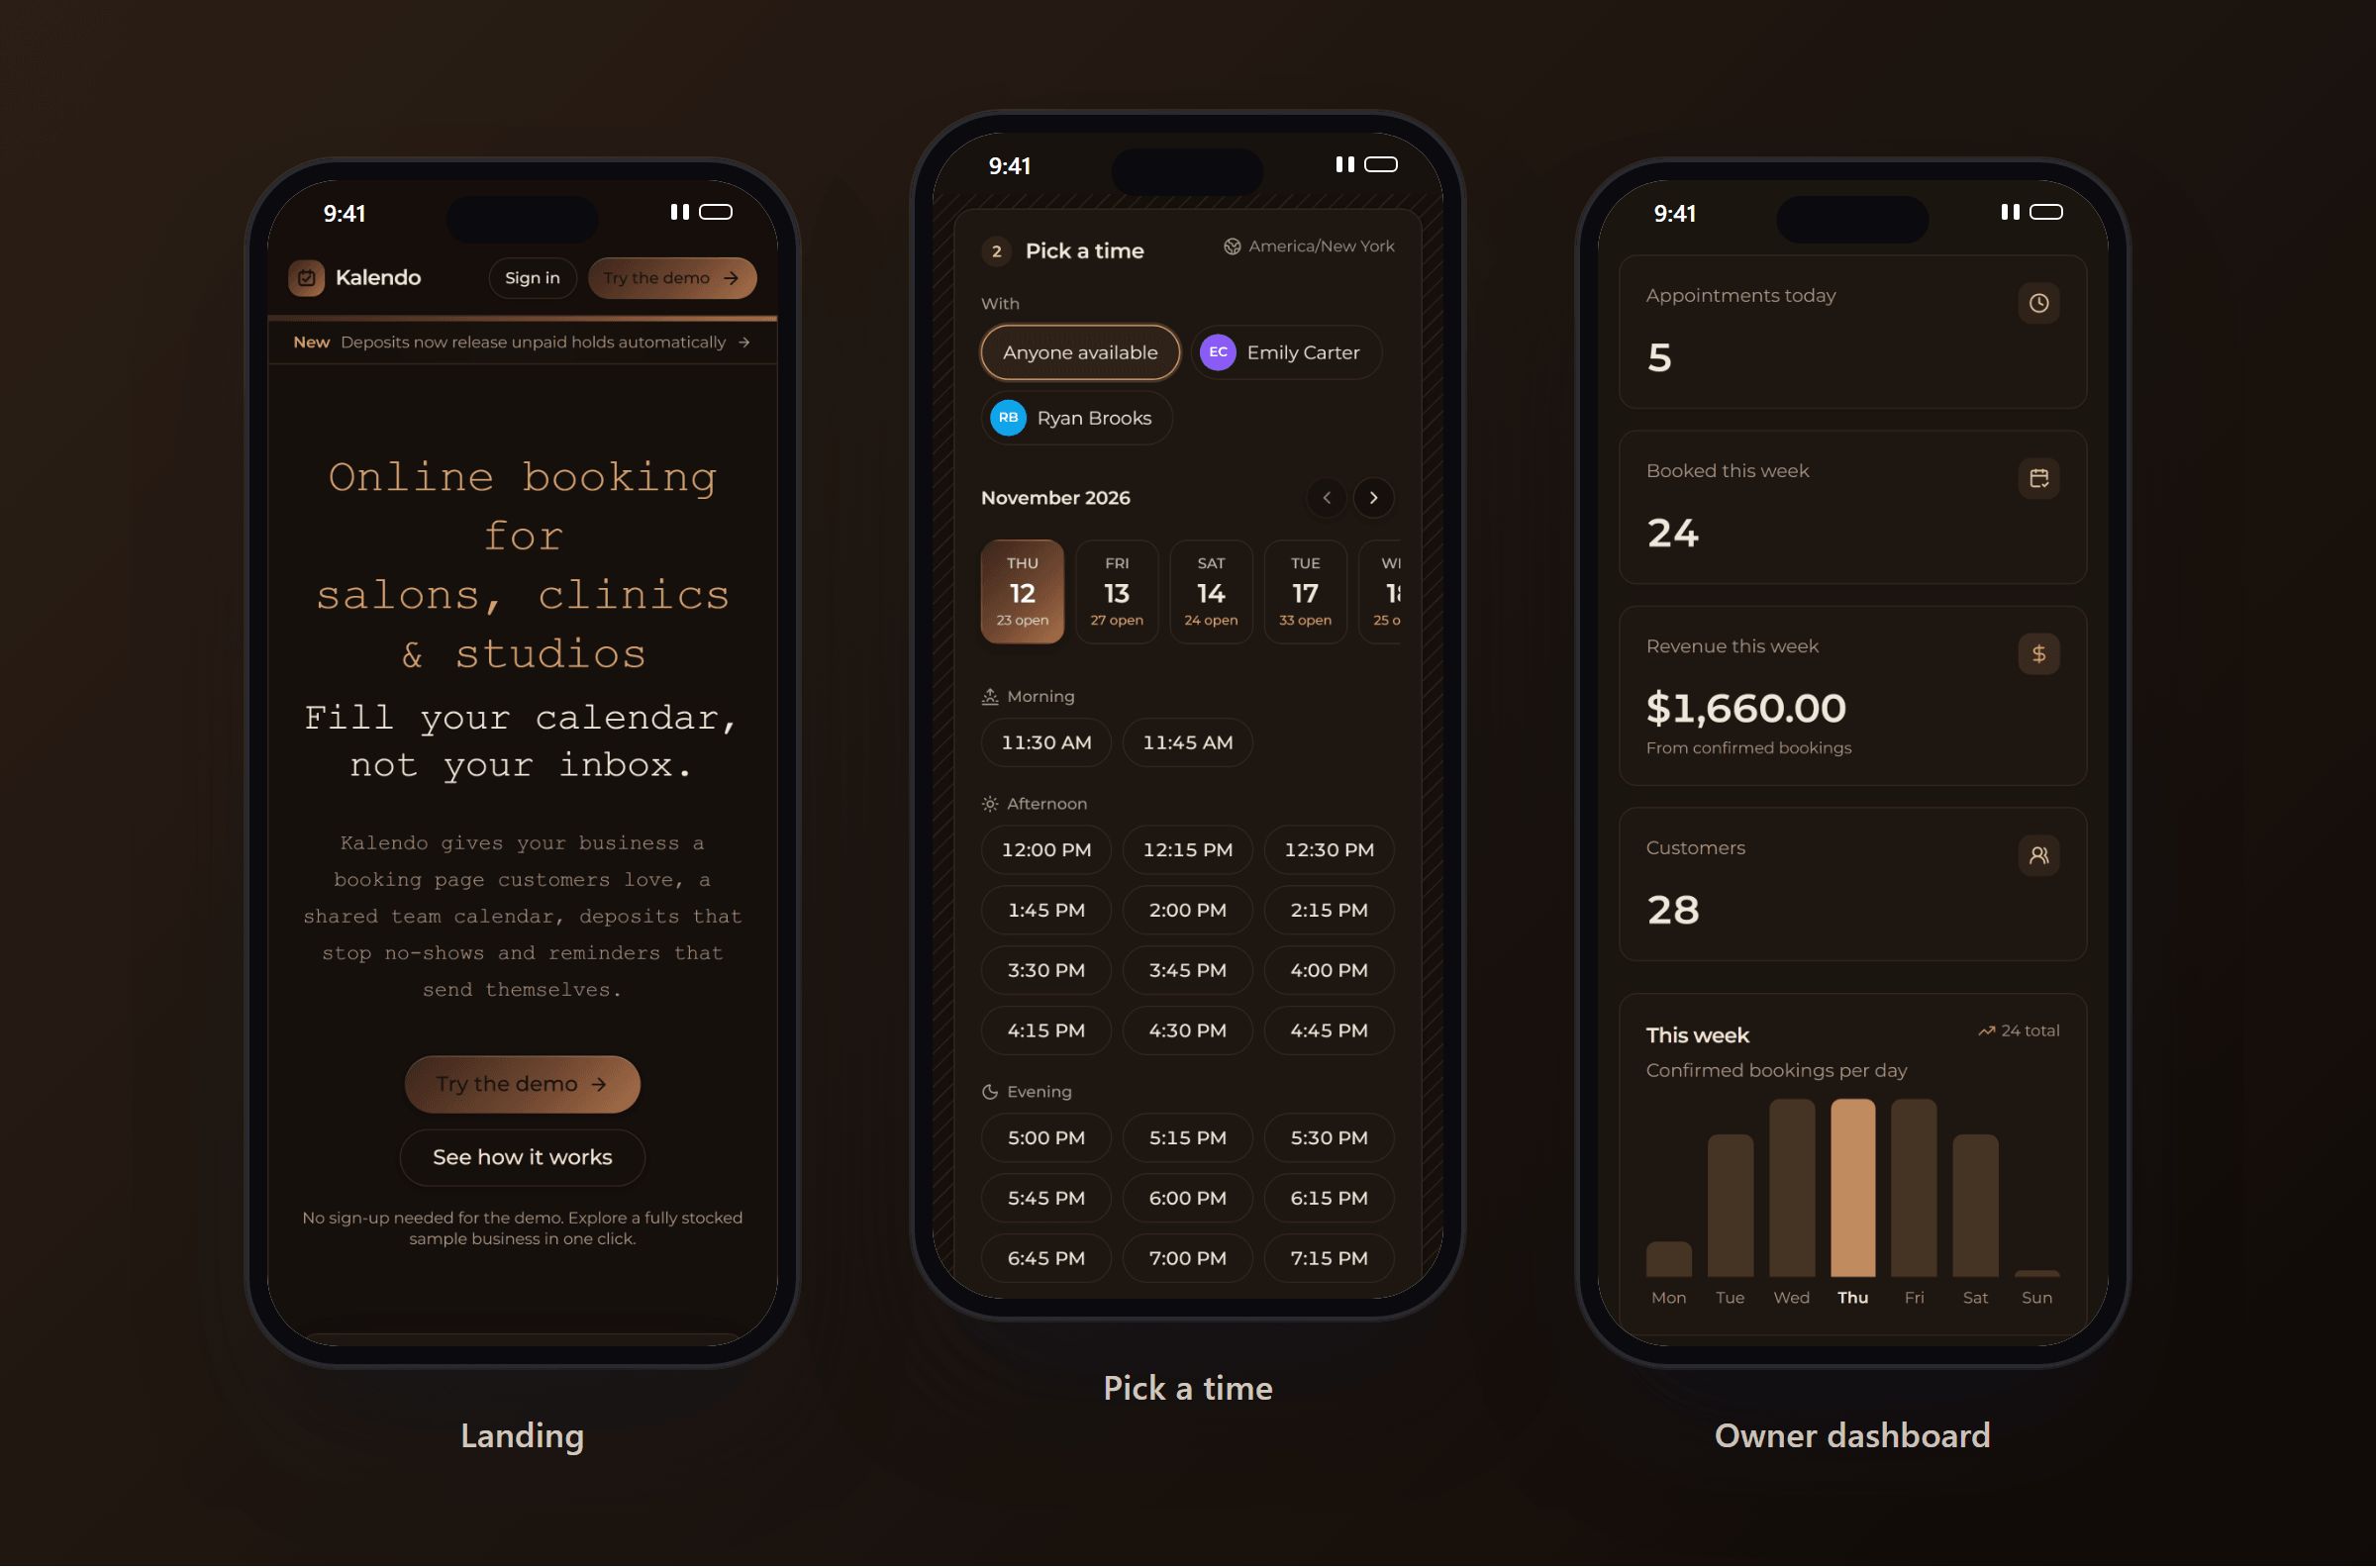 9:41
Kalendo
Sign in
Try the demo
New Deposits now release unpaid holds automatically
Online booking
for
salons, clinics
& studios
Fill your calendar,
not your inbox.
Kalendo gives your business a
booking page customers love, a
shared team calendar, deposits that
stop no-shows and reminders that
send themselves.
Try the demo
See how it works
No sign-up needed for the demo. Explore a fully stocked
sample business in one click.
Landing
9:41
2 Pick a time
America/New York
With
Anyone available
EC Emily Carter
RB Ryan Brooks
November 2026
THU FRI SAT TUE
12 13 14 17
23 open 27 open 24 open 33 open
Morning
11:30 AM 11:45 AM
Afternoon
12:00 PM 12:15 PM 12:30 PM
1:45 PM 2:00 PM 2:15 PM
3:30 PM 3:45 PM 4:00 PM
4:15 PM 4:30 PM 4:45 PM
Evening
5:00 PM 5:15 PM 5:30 PM
5:45 PM 6:00 PM 6:15 PM
6:45 PM 7:00 PM 7:15 PM
Pick a time
9:41
Appointments today
5
Booked this week
24
Revenue this week
$1,660.00
From confirmed bookings
Customers
28
This week
24 total
Confirmed bookings per day
Mon Tue Wed Thu Fri Sat Sun
Owner dashboard